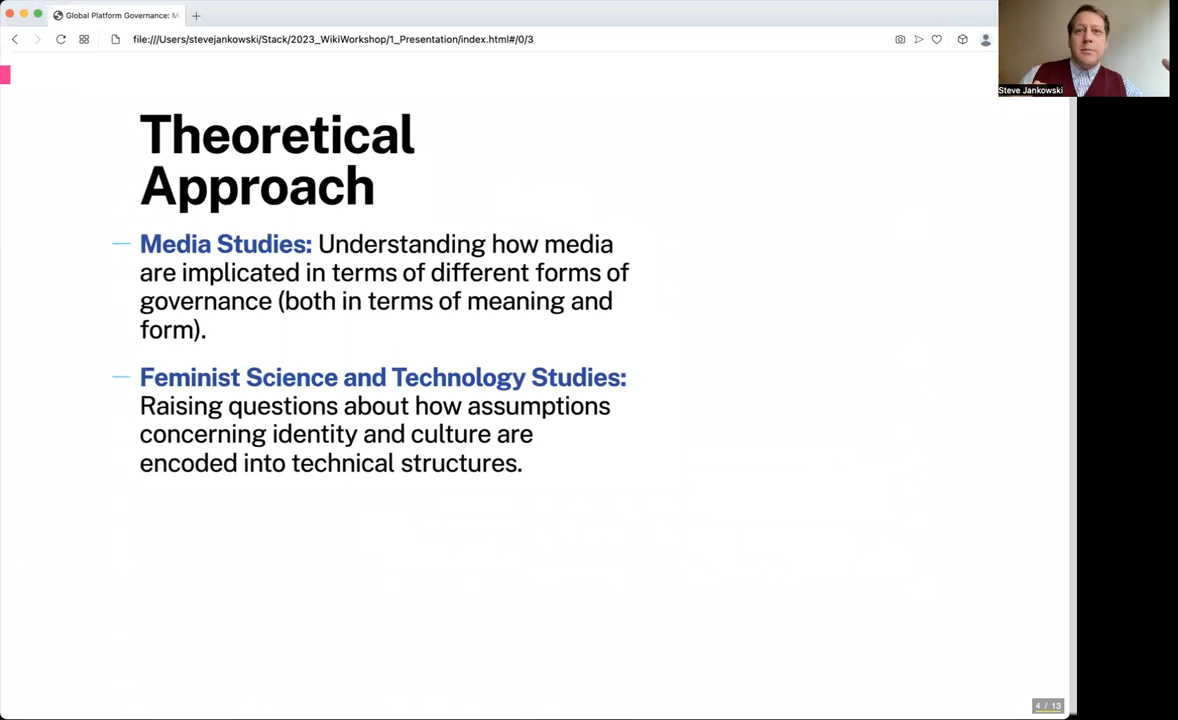 Global Platform Governance: M
file:///Users/stevejankowski/Stack/2023_WikiWorkshop/1_Presentation/index.html#/0/3
Steve Jankowski
Theoretical
Approach
Media Studies: Understanding how media
are implicated in terms of different forms of
governance (both in terms of meaning and
form).
Feminist Science and Technology Studies:
Raising questions about how assumptions
concerning identity and culture are
encoded into technical structures.
4 / 13